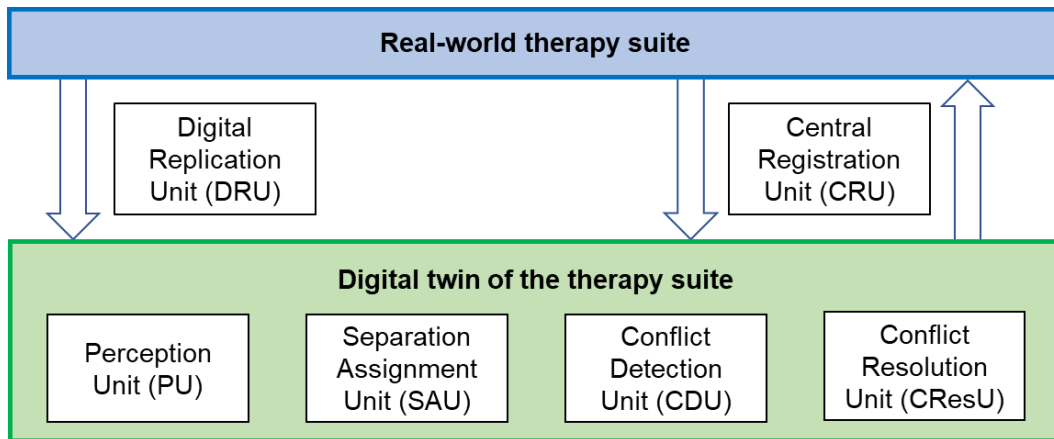 Real-world therapy suite
Digital
Replication
Unit (DRU)
Central
Registration
Unit (CRU)
Digital twin of the therapy suite
Perception
Unit (PU)
Separation
Assignment
Unit (SAU)
Conflict
Detection
Unit (CDU)
Conflict
Resolution
Unit (CResU)